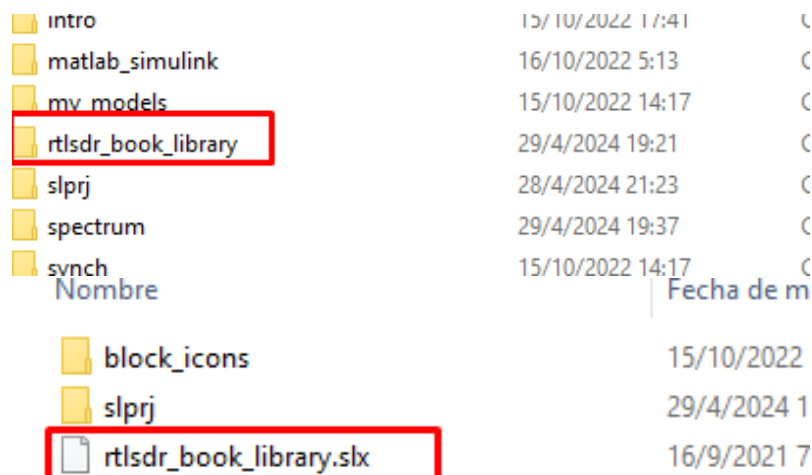 intro 15/10/2022 17:41
matlab_simulink 16/10/2022 5:13
my_models 15/10/2022 14:17
rtlsdr_book_library 29/4/2024 19:21
slprj 28/4/2024 21:23
spectrum 29/4/2024 19:37
synch 15/10/2022 14:17
Nombre Fecha de m
block_icons 15/10/2022
slprj 29/4/2024 1
rtlsdr_book_library.slx 16/9/2021 7